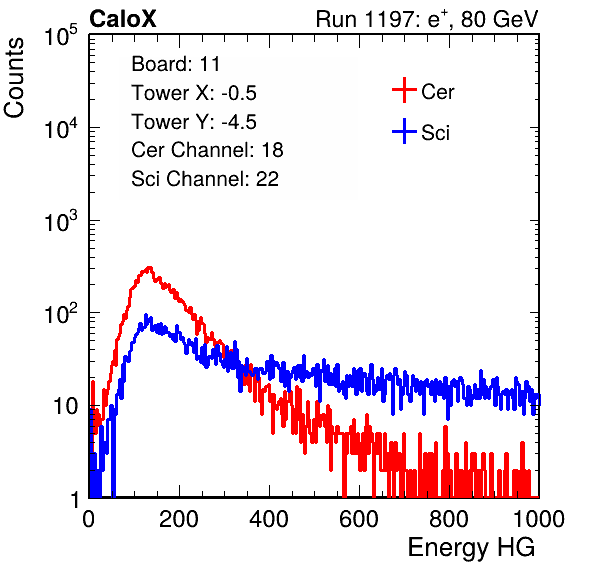 CaloX Run 1197: e⁺, 80 GeV
Counts
10⁵
10⁴
10³
10²
10
1
Board: 11
Tower X: -0.5
Tower Y: -4.5
Cer Channel: 18
Sci Channel: 22
Cer
Sci
0 200 400 600 800 1000
Energy HG